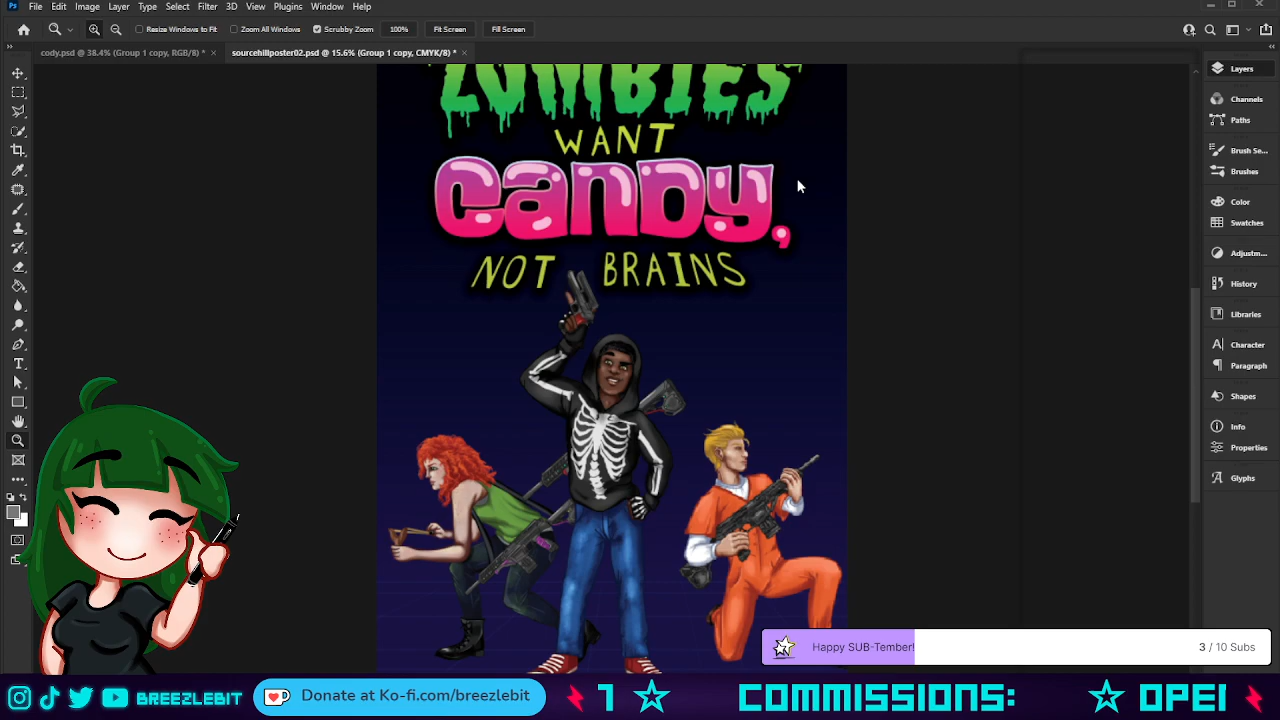 Ps File Edit Image Layer Type Select Filter 3D View Plugins Window Help
Resize Windows to Fit Zoom All Windows Scrubby Zoom 100% Fit Screen Fill Screen
cody.psd @ 38.4% (Group 1 copy, RGB/8) * × sourcehillposter02.psd @ 15.6% (Group 1 copy, CMYK/8) * ×
Layers
Channels
Paths
Brush Se...
Brushes
Color
Swatches
Adjustm...
History
Libraries
Character
Paragraph
Shapes
Info
Properties
Glyphs
ZOMBIES
WANT
Candy,
NOT BRAINS
Happy SUB-Tember! 3 / 10 Subs
BREEZLEBIT Donate at Ko-fi.com/breezlebit 1 COMMISSIONS: OPE